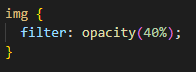 img {
  filter: opacity(40%);
}